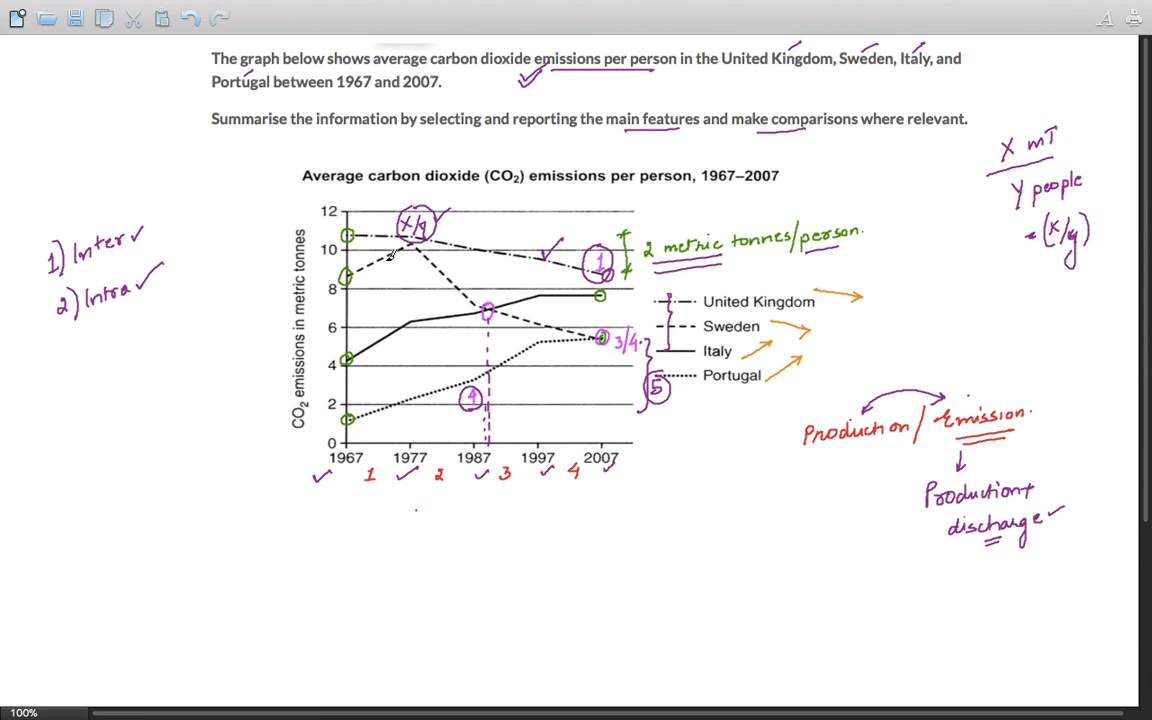 The graph below shows average carbon dioxide emissions per person in the United Kingdom, Sweden, Italy, and
Portugal between 1967 and 2007.
Summarise the information by selecting and reporting the main features and make comparisons where relevant.
X mT
Y people
= (x/y)
Average carbon dioxide (CO₂) emissions per person, 1967–2007
CO₂ emissions in metric tonnes
12
10
8
6
4
2
0
1967 1977 1987 1997 2007
1 2 3 4
x/y
1
2 metric tonnes/person.
3/4
4
5
United Kingdom
Sweden
Italy
Portugal
1) Inter
2) Intra
Production/ Emission.
Production+
discharge
100%